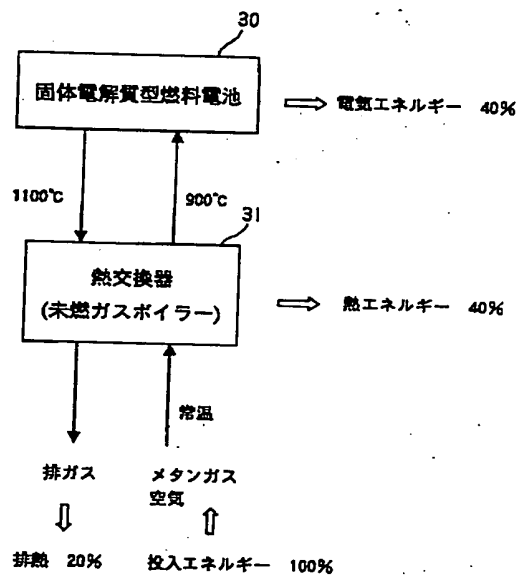 30
固体電解質型燃料電池
電気エネルギー 40%
1100℃
900℃
31
熱交換器
(未燃ガスボイラー)
熱エネルギー 40%
常温
排ガス
メタンガス
空気
排熱 20%
投入エネルギー 100%